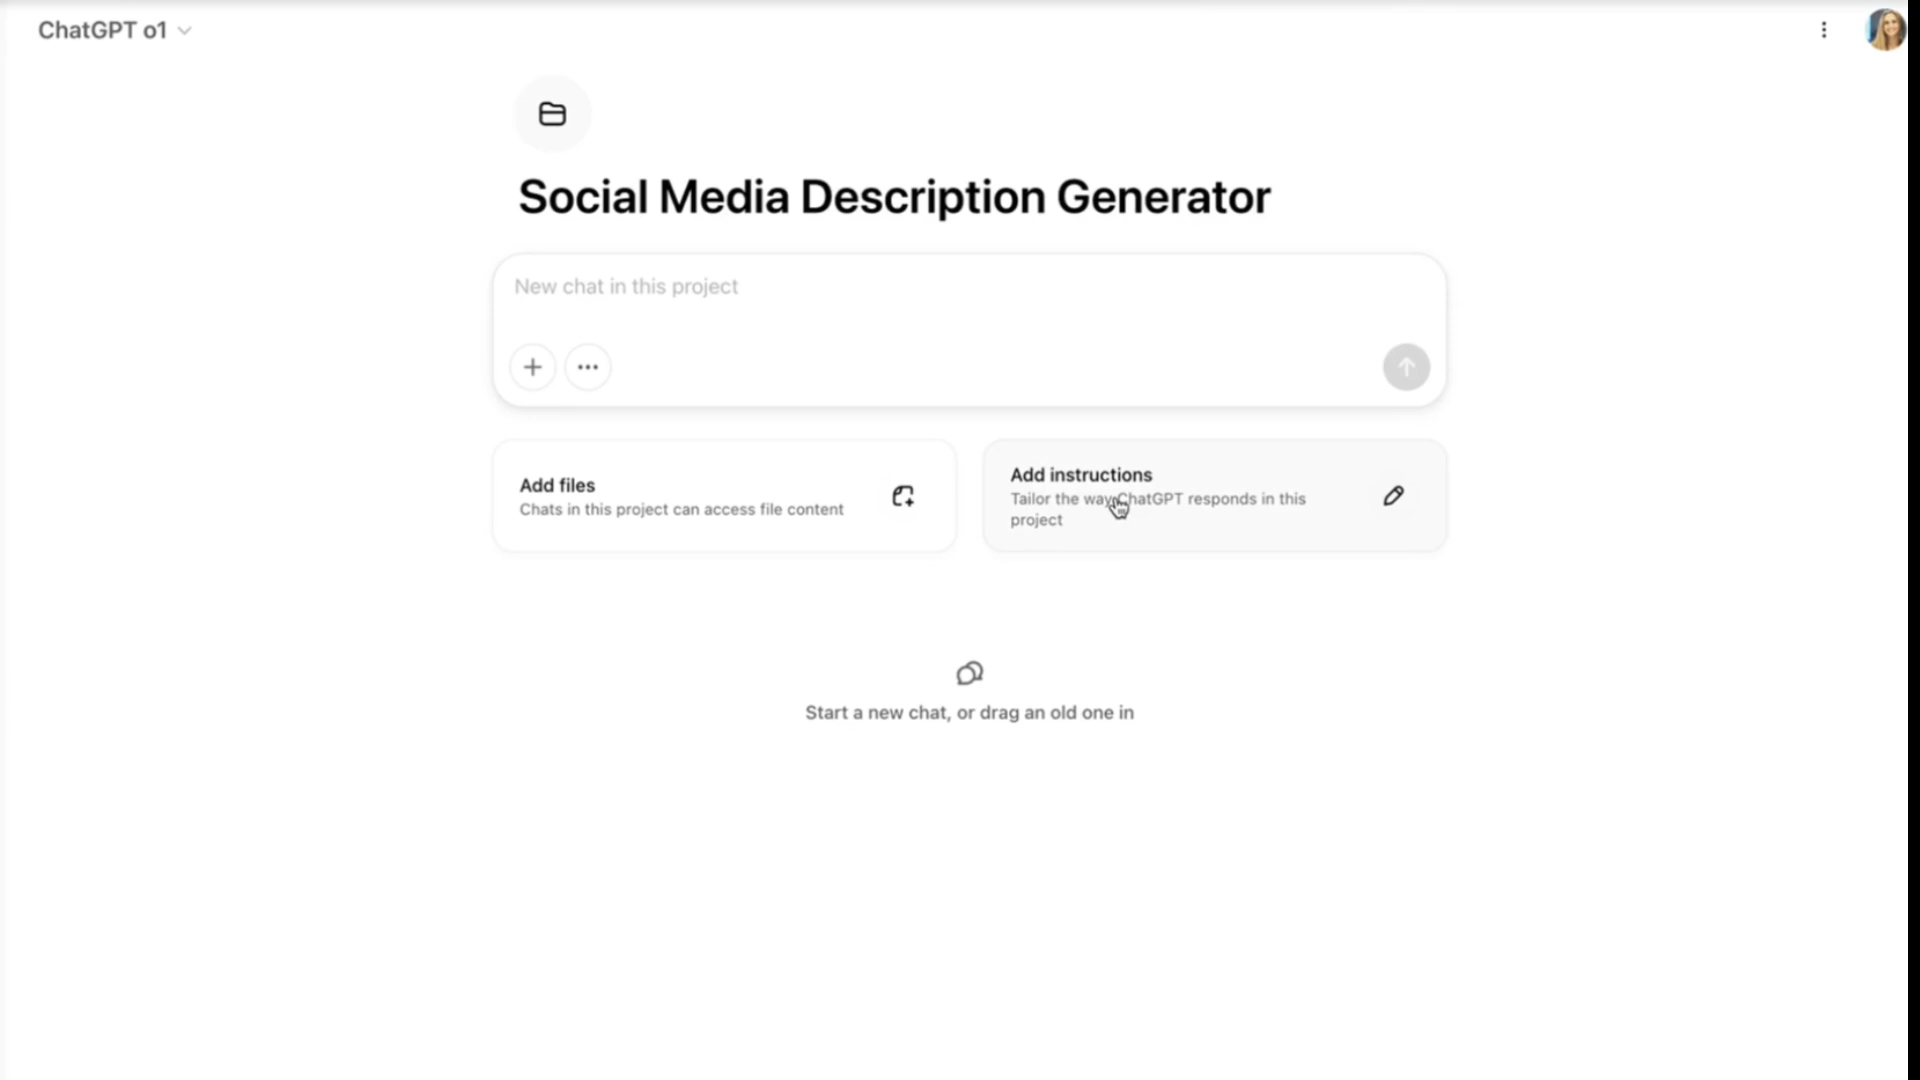 ChatGPT o1
Social Media Description Generator
New chat in this project
Add files
Chats in this project can access file content
Add instructions
Tailor the way ChatGPT responds in this
project
Start a new chat, or drag an old one in